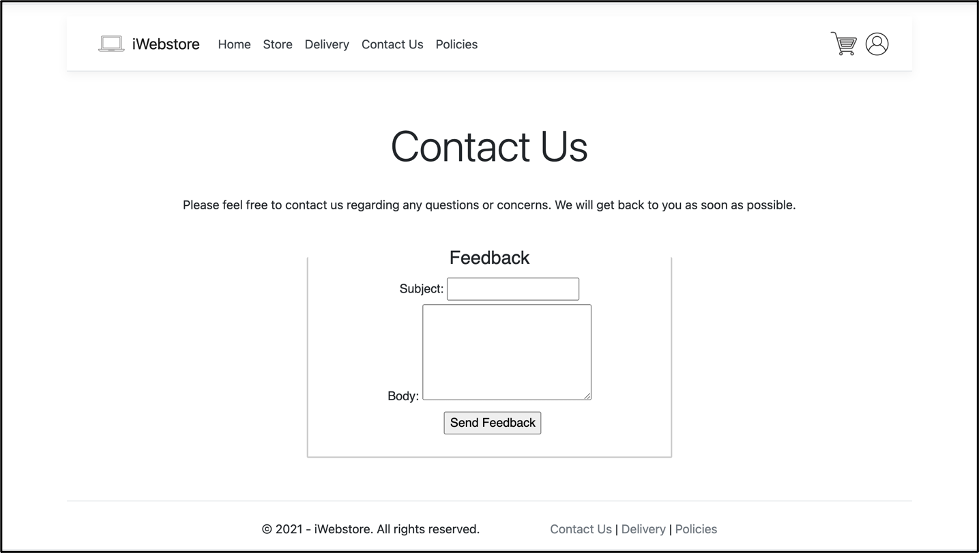 iWebstore Home Store Delivery Contact Us Policies
Contact Us
Please feel free to contact us regarding any questions or concerns. We will get back to you as soon as possible.
Feedback
Subject:
Body:
Send Feedback
© 2021 - iWebstore. All rights reserved. Contact Us | Delivery | Policies